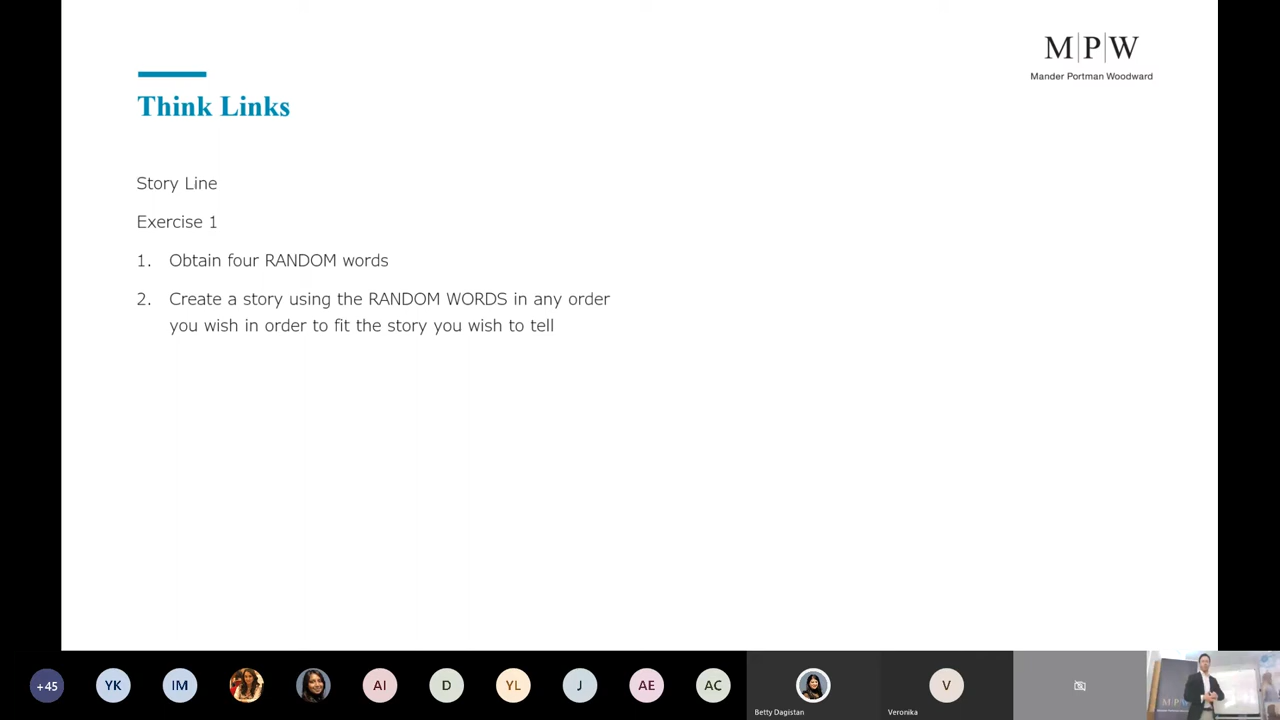 M|P|W
Mander Portman Woodward
Think Links
Story Line
Exercise 1
1. Obtain four RANDOM words
2. Create a story using the RANDOM WORDS in any order
you wish in order to fit the story you wish to tell
+45 YK IM AI D YL J AE AC V
Betty Dagistan Veronika
MPW